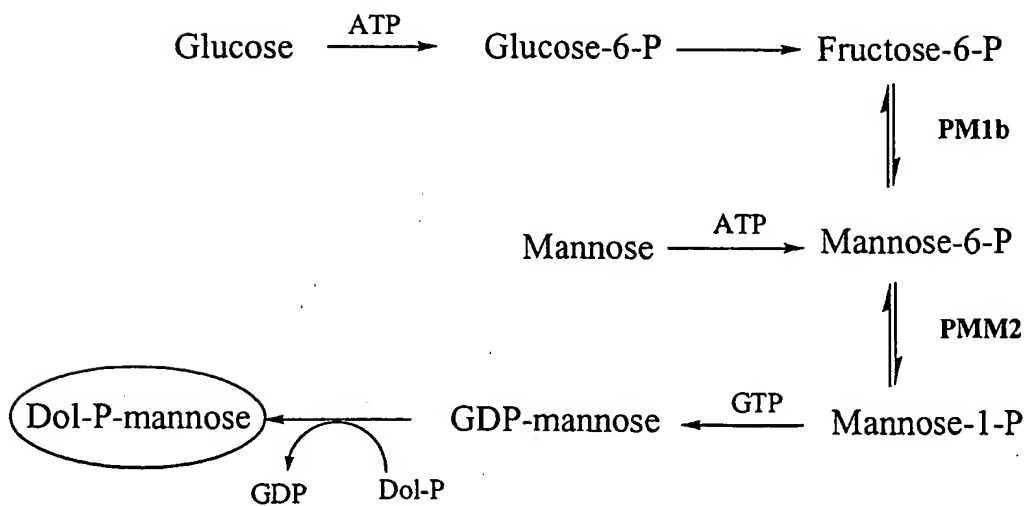 ATP
Glucose Glucose-6-P Fructose-6-P
PM1b
ATP
Mannose Mannose-6-P
PMM2
GTP
Dol-P-mannose GDP-mannose Mannose-1-P
GDP Dol-P